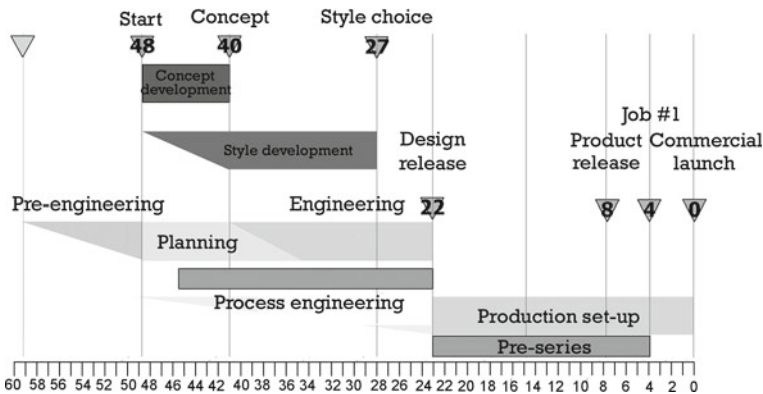 Start
Concept
Style choice
48
40
27
Concept
development
Style development
Design
release
Job #1
Product
release
Commercial
launch
Pre-engineering
Engineering
22
8
4
0
Planning
Process engineering
Production set-up
Pre-series
60 58 56 54 52 50 48 46 44 42 40 38 36 34 32 30 28 26 24 22 20 18 16 14 12 10 8 6 4 2 0